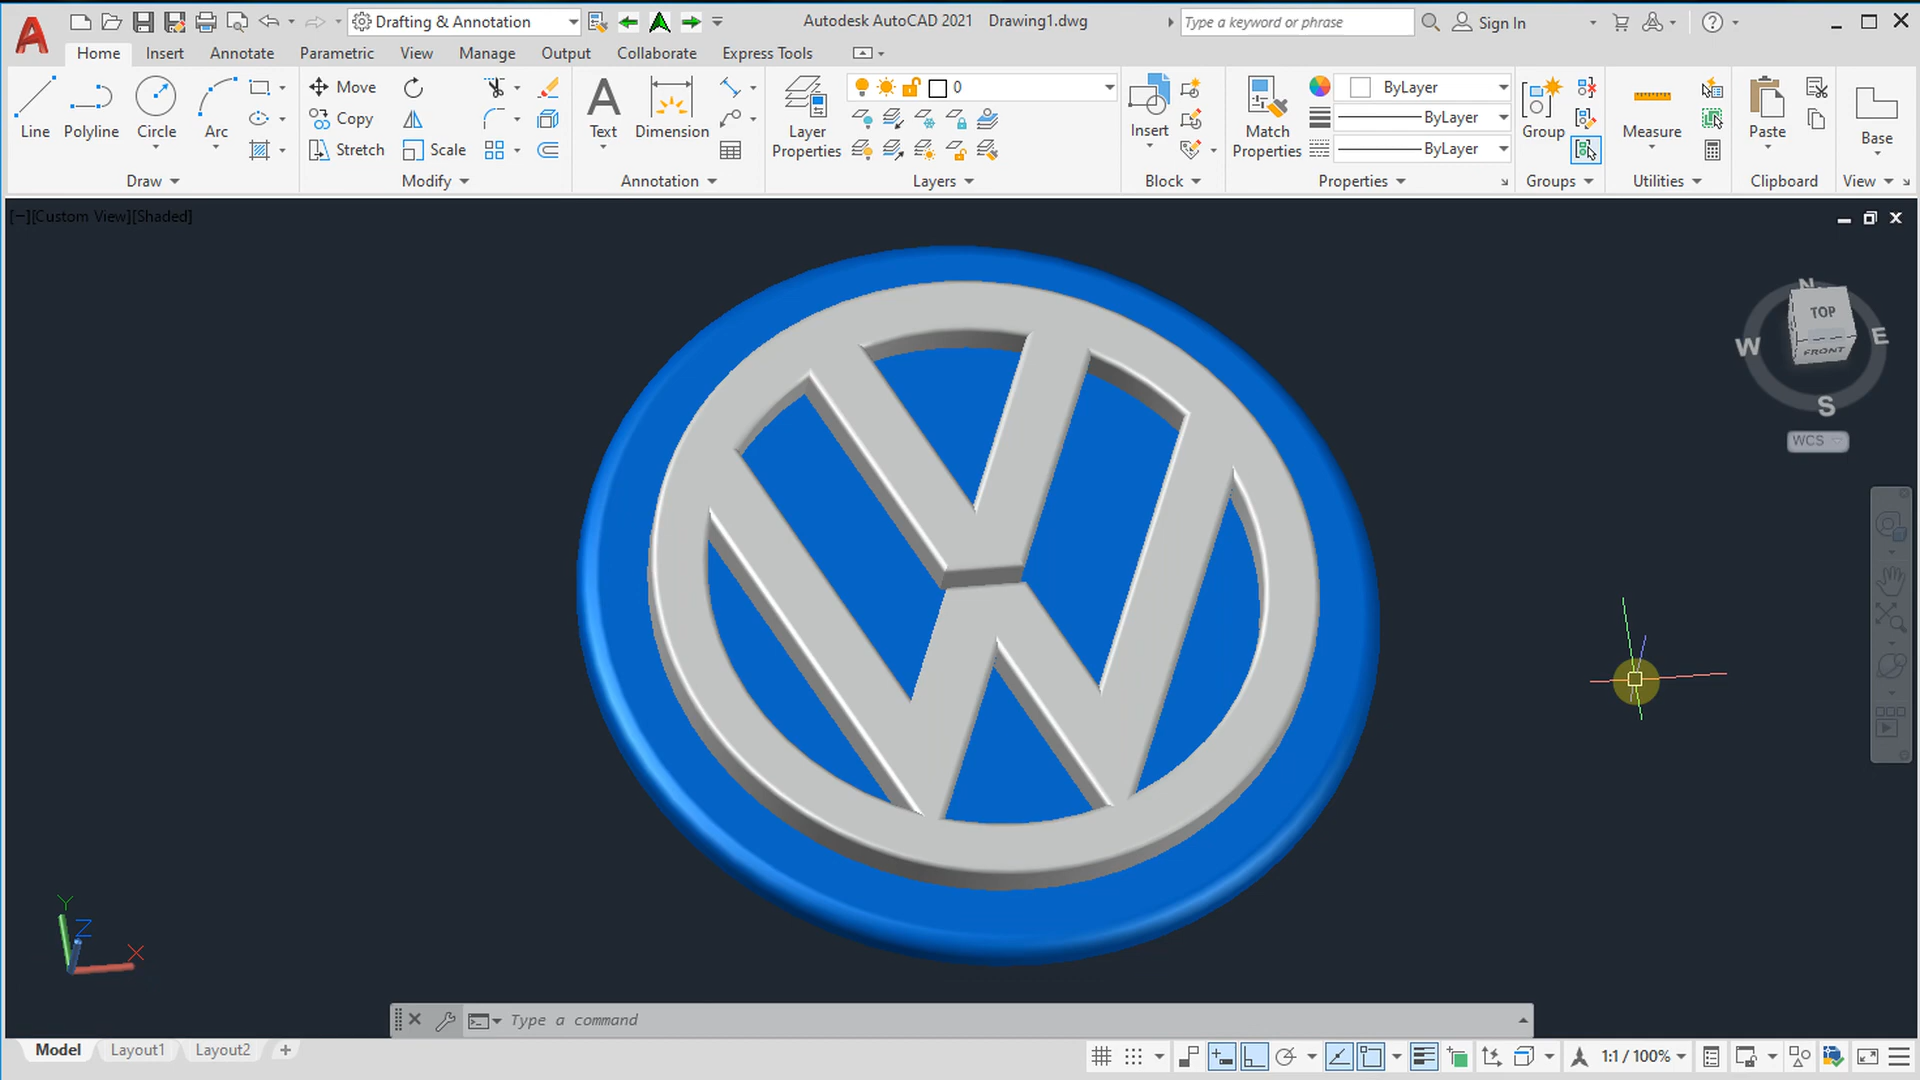 Drafting & Annotation
Autodesk AutoCAD 2021 Drawing1.dwg
Type a keyword or phrase
Sign In
Home Insert Annotate Parametric View Manage Output Collaborate Express Tools
Line Polyline Circle Arc
Move
Copy
Stretch Scale
Text Dimension
Layer Properties
0
Insert
Match Properties
ByLayer
ByLayer
ByLayer
Group
Measure
Paste
Base
Draw Modify Annotation Layers Block Properties Groups Utilities Clipboard View
[−][Custom View][Shaded]
N
TOP
FRONT
W
E
S
WCS
Y
Z
X
Type a command
Model Layout1 Layout2
1:1 / 100%